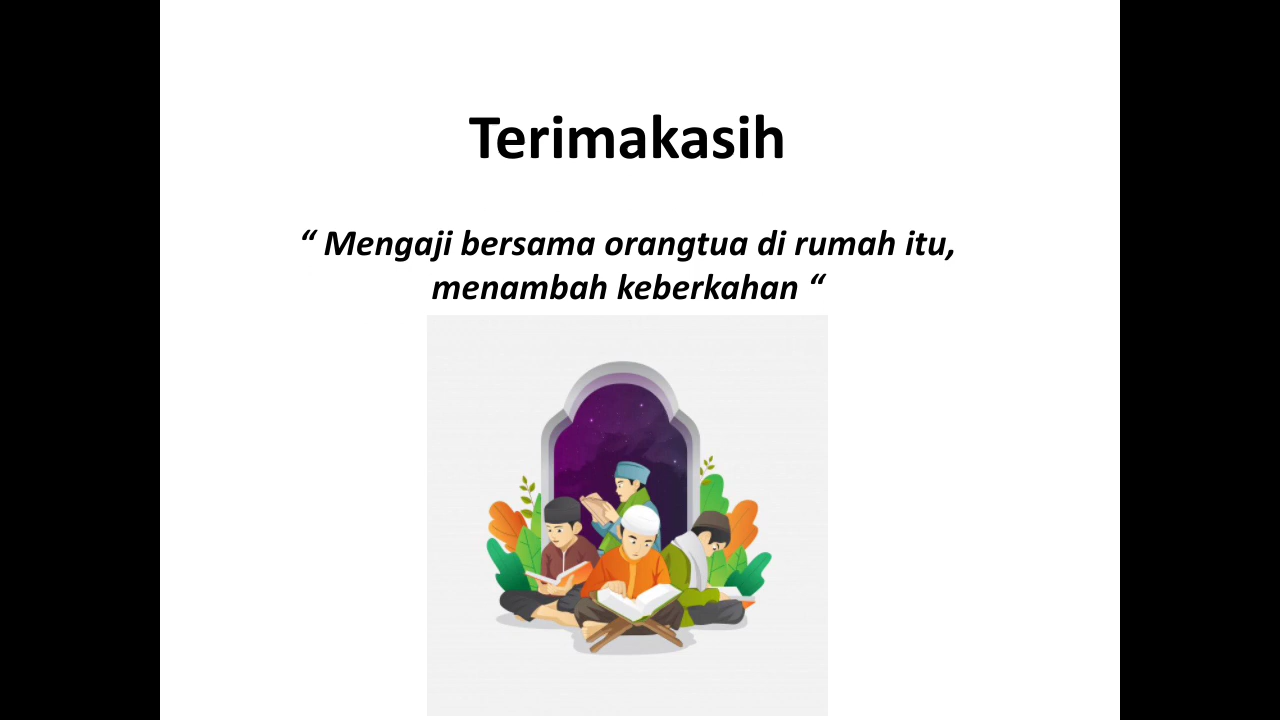 Terimakasih
“ Mengaji bersama orangtua di rumah itu,
menambah keberkahan “